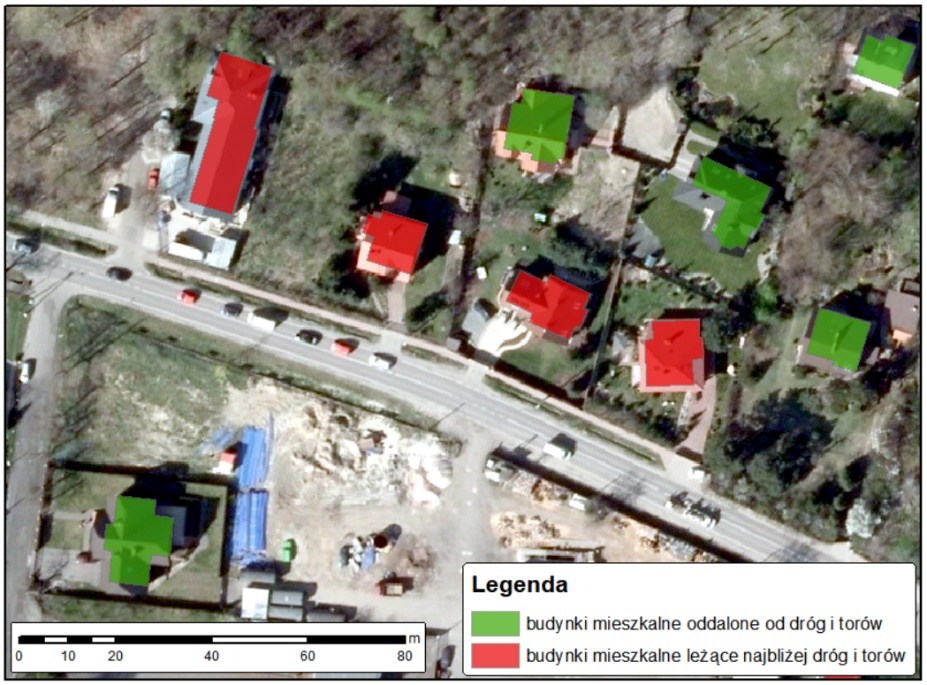 Legenda
budynki mieszkalne oddalone od dróg i torów
budynki mieszkalne leżące najbliżej dróg i torów
m
0 10 20 40 60 80